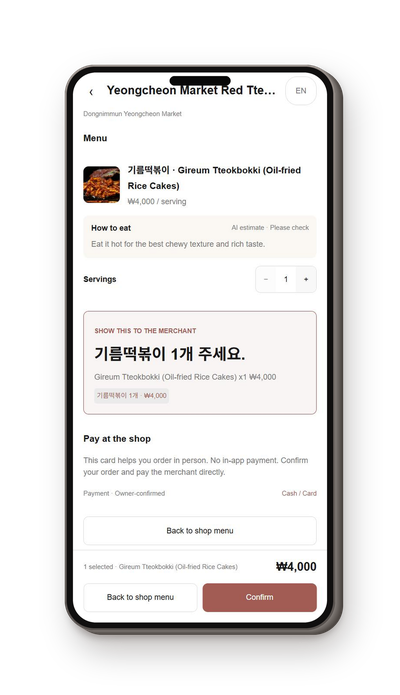 ‹ Yeongcheon Market Red Tte... EN
Dongnimmun Yeongcheon Market
Menu
기름떡볶이 · Gireum Tteokbokki (Oil-fried
Rice Cakes)
₩4,000 / serving
How to eat AI estimate · Please check
Eat it hot for the best chewy texture and rich taste.
Servings − 1 +
SHOW THIS TO THE MERCHANT
기름떡볶이 1개 주세요.
Gireum Tteokbokki (Oil-fried Rice Cakes) x1 ₩4,000
기름떡볶이 1개 · ₩4,000
Pay at the shop
This card helps you order in person. No in-app payment. Confirm
your order and pay the merchant directly.
Payment · Owner-confirmed Cash / Card
Back to shop menu
1 selected · Gireum Tteokbokki (Oil-fried Rice Cakes) ₩4,000
Back to shop menu Confirm